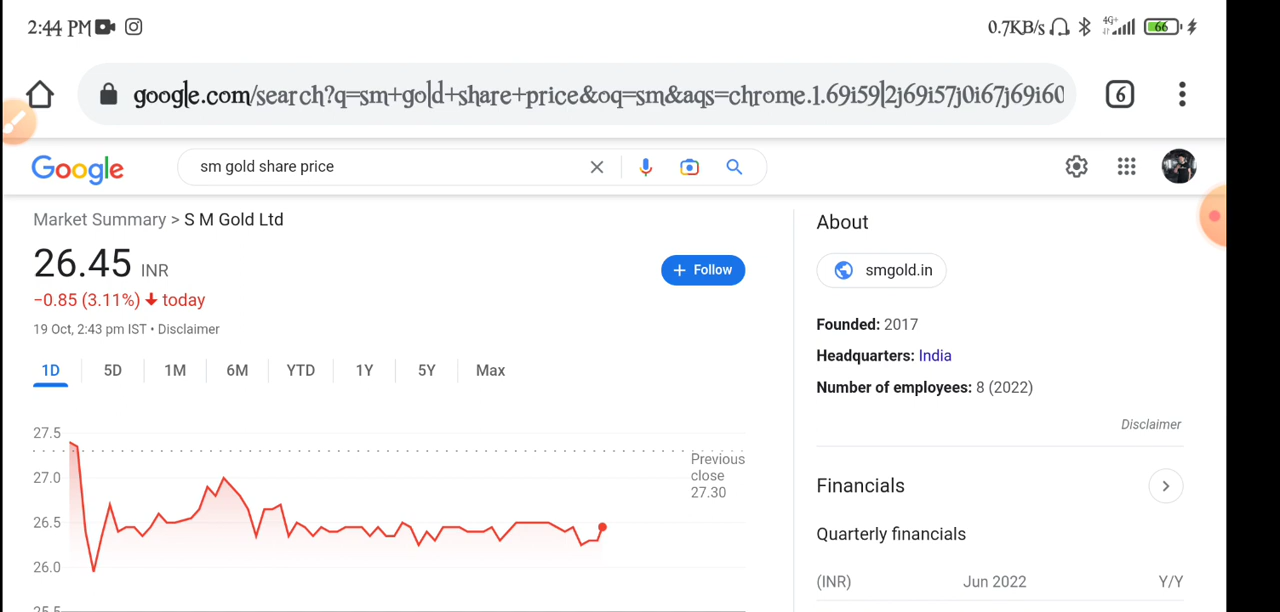 2:44 PM
0.7KB/s 4G+ 66
google.com/search?q=sm+gold+share+price&oq=sm&aqs=chrome.1.69i59l2j69i57j0i67j69i60
6
Google
sm gold share price
Market Summary > S M Gold Ltd
26.45 INR
−0.85 (3.11%) today
+ Follow
19 Oct, 2:43 pm IST • Disclaimer
1D 5D 1M 6M YTD 1Y 5Y Max
27.5
27.0
26.5
26.0
25.5
Previous
close
27.30
About
smgold.in
Founded: 2017
Headquarters: India
Number of employees: 8 (2022)
Disclaimer
Financials
Quarterly financials
(INR) Jun 2022 Y/Y